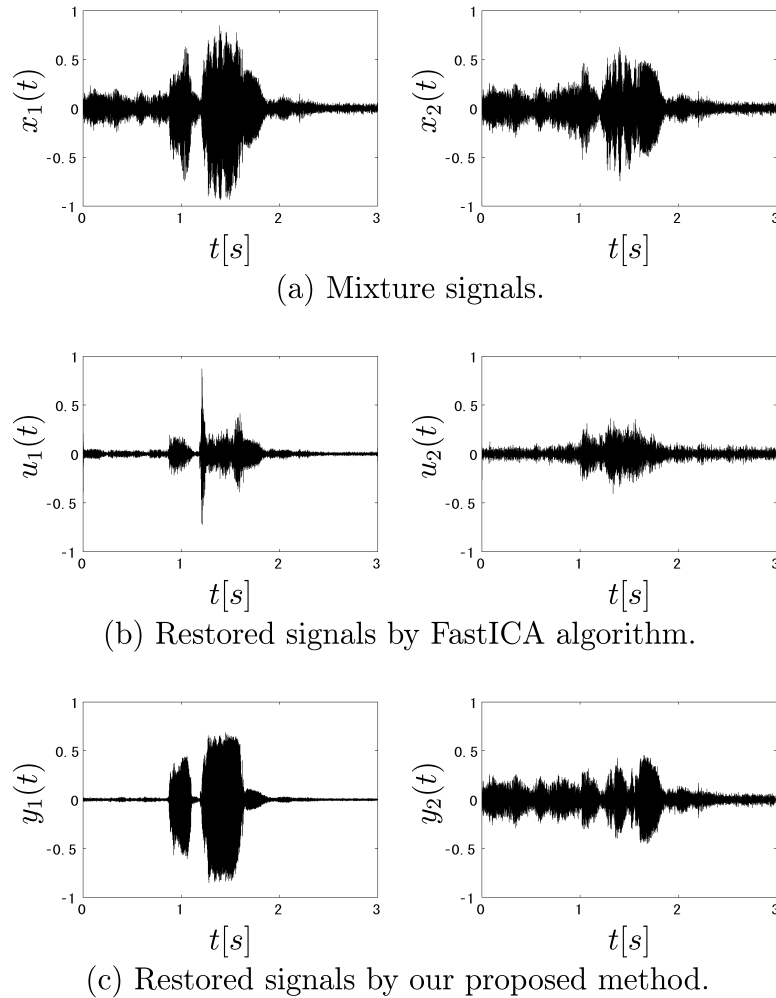 1
0.5
0
-0.5
-1
0 1 2 3
x₁(t)
t[s]
1
0.5
0
-0.5
-1
0 1 2 3
x₂(t)
t[s]
(a) Mixture signals.
1
0.5
0
-0.5
-1
0 1 2 3
u₁(t)
t[s]
1
0.5
0
-0.5
-1
0 1 2 3
u₂(t)
t[s]
(b) Restored signals by FastICA algorithm.
1
0.5
0
-0.5
-1
0 1 2 3
y₁(t)
t[s]
1
0.5
0
-0.5
-1
0 1 2 3
y₂(t)
t[s]
(c) Restored signals by our proposed method.